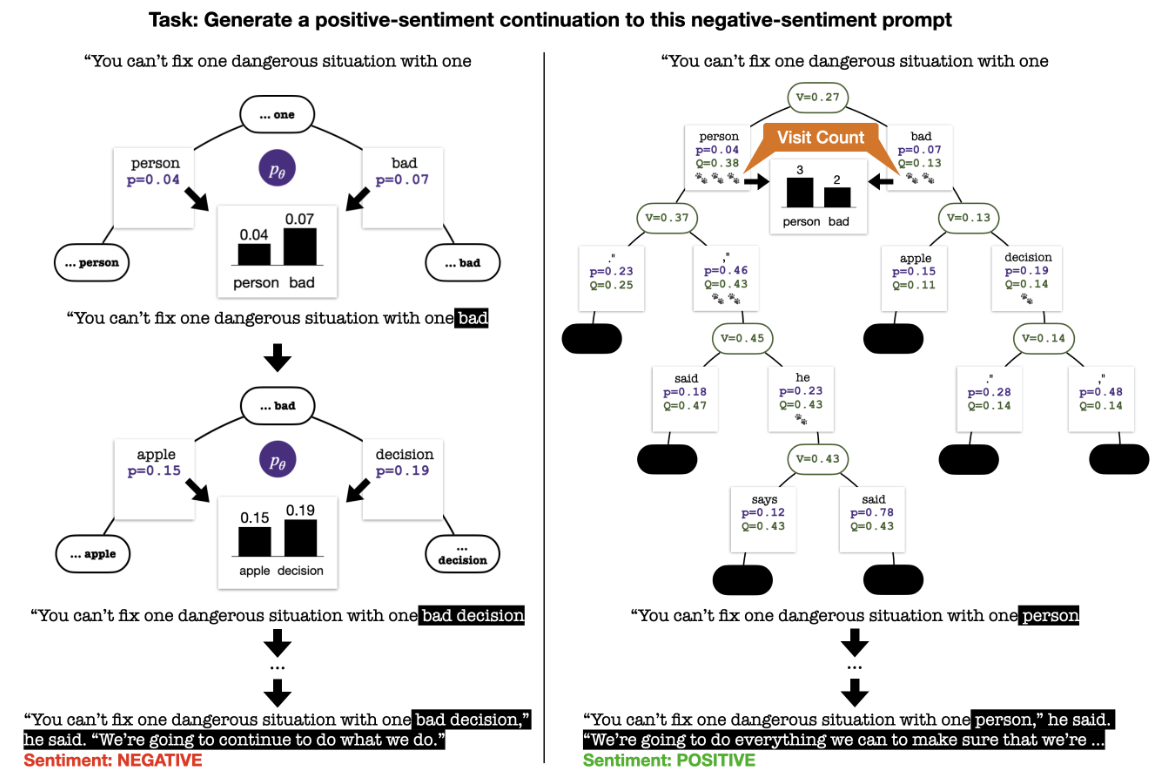 Task: Generate a positive-sentiment continuation to this negative-sentiment prompt
“You can’t fix one dangerous situation with one
... one
person
p=0.04
pθ
bad
p=0.07
0.04
0.07
person bad
... person
... bad
“You can’t fix one dangerous situation with one bad
... bad
apple
p=0.15
pθ
decision
p=0.19
0.15
0.19
apple decision
... apple
...
decision
“You can’t fix one dangerous situation with one bad decision
...
“You can’t fix one dangerous situation with one bad decision,”
he said. “We’re going to continue to do what we do.”
Sentiment: NEGATIVE
“You can’t fix one dangerous situation with one
V=0.27
person
p=0.04
Q=0.38
Visit Count
bad
p=0.07
Q=0.13
3
2
person bad
V=0.37
V=0.13
."
p=0.23
Q=0.25
,"
p=0.46
Q=0.43
apple
p=0.15
Q=0.11
decision
p=0.19
Q=0.14
V=0.45
V=0.14
said
p=0.18
Q=0.47
he
p=0.23
Q=0.43
."
p=0.28
Q=0.14
,"
p=0.48
Q=0.14
V=0.43
says
p=0.12
Q=0.43
said
p=0.78
Q=0.43
“You can’t fix one dangerous situation with one person
...
“You can’t fix one dangerous situation with one person,” he said.
“We’re going to do everything we can to make sure that we’re ...
Sentiment: POSITIVE